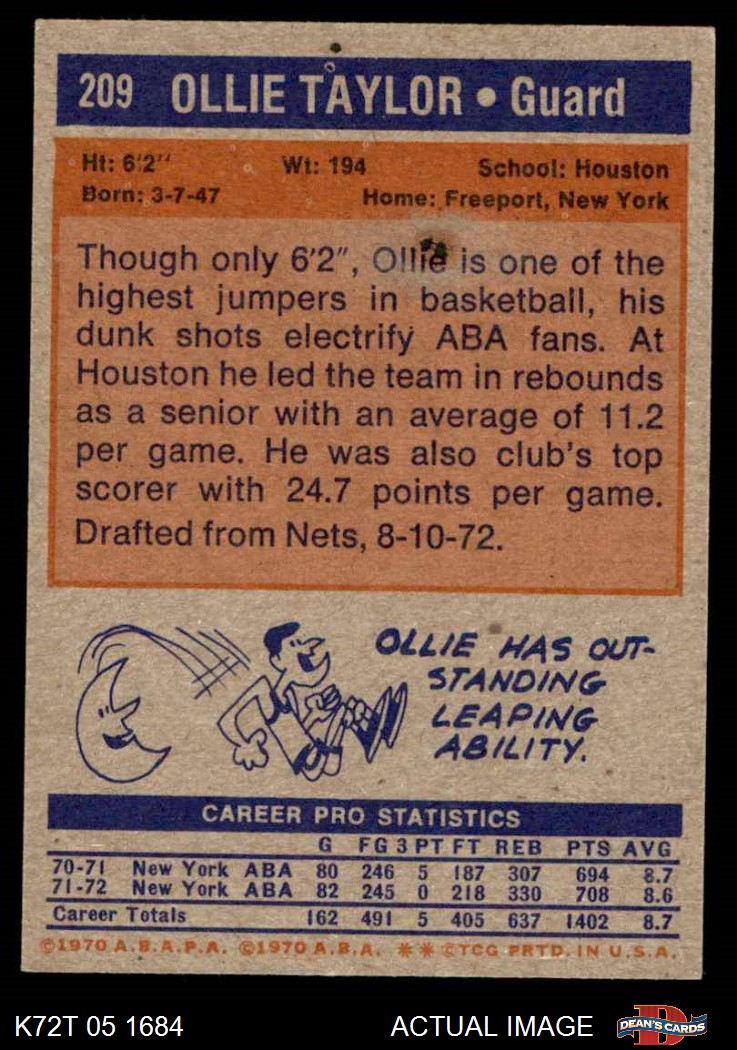 209 OLLIE TAYLOR • Guard
Ht: 6'2" Wt: 194 School: Houston
Born: 3-7-47 Home: Freeport, New York
Though only 6'2", Ollie is one of the
highest jumpers in basketball, his
dunk shots electrify ABA fans. At
Houston he led the team in rebounds
as a senior with an average of 11.2
per game. He was also club's top
scorer with 24.7 points per game.
Drafted from Nets, 8-10-72.
OLLIE HAS OUT-
STANDING
LEAPING
ABILITY.
CAREER PRO STATISTICS
G FG 3 PT FT REB PTS AVG
70-71 New York ABA 80 246 5 187 307 694 8.7
71-72 New York ABA 82 245 0 218 330 708 8.6
Career Totals 162 491 5 405 637 1402 8.7
©1970 A.B.A.P.A. ©1970 A.B.A. ** ©TCG PRTD. IN U.S.A.
K72T 05 1684 ACTUAL IMAGE D DEAN'S CARDS